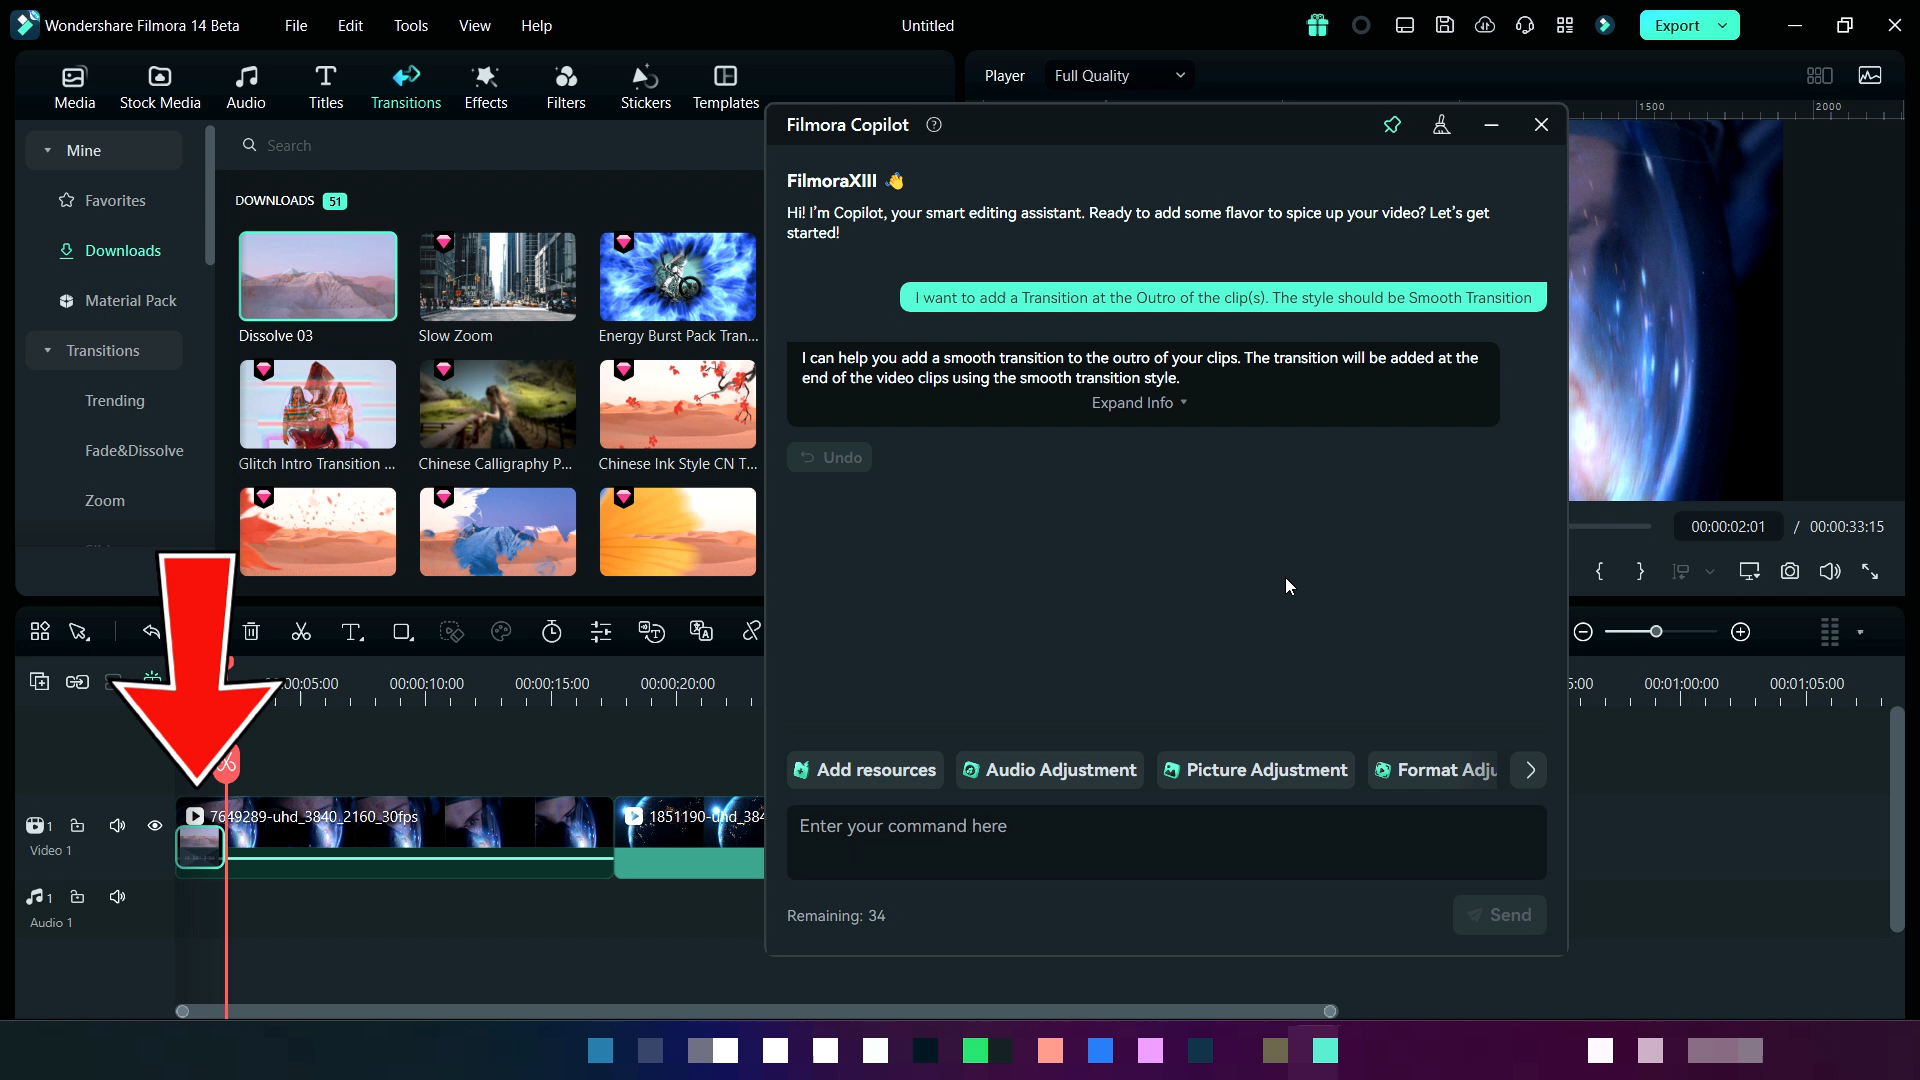 Wondershare Filmora 14 Beta
File
Edit
Tools
View
Help
Untitled
Export
Media
Stock Media
Audio
Titles
Transitions
Effects
Filters
Stickers
Templates
Player
Full Quality
1500
2000
Mine
Favorites
Downloads
Material Pack
Transitions
Trending
Fade&Dissolve
Zoom
Search
DOWNLOADS 51
Dissolve 03
Slow Zoom
Energy Burst Pack Tran...
Glitch Intro Transition ...
Chinese Calligraphy P...
Chinese Ink Style CN T...
Filmora Copilot
FilmoraXIII 👋
Hi! I'm Copilot, your smart editing assistant. Ready to add some flavor to spice up your video? Let's get
started!
I want to add a Transition at the Outro of the clip(s). The style should be Smooth Transition
I can help you add a smooth transition to the outro of your clips. The transition will be added at the
end of the video clips using the smooth transition style.
Expand Info
Undo
Add resources
Audio Adjustment
Picture Adjustment
Format Adju
Enter your command here
Remaining: 34
Send
00:00:02:01 / 00:00:33:15
:00:05:00
00:00:10:00
00:00:15:00
00:00:20:00
5:00
00:01:00:00
00:01:05:00
1
Video 1
7649289-uhd_3840_2160_30fps
1851190-uhd_384
1
Audio 1